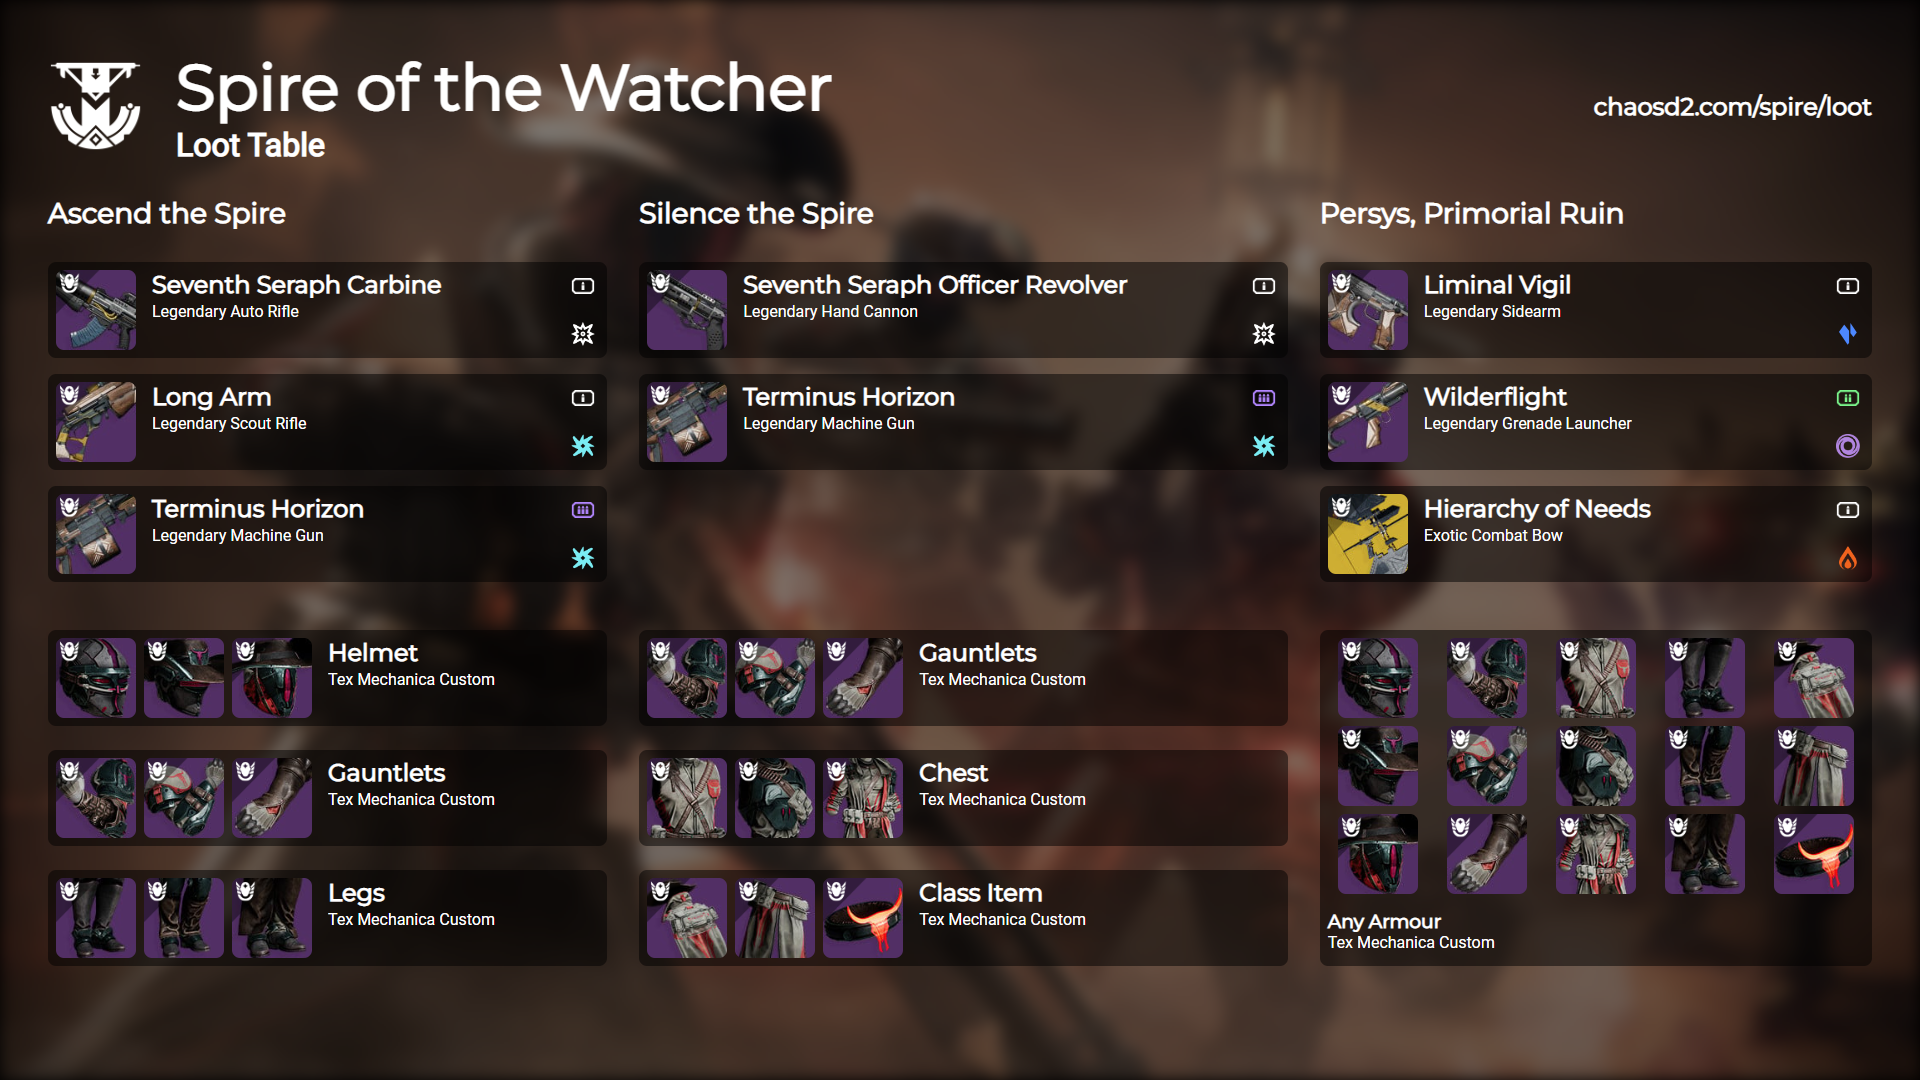 Spire of the Watcher
Loot Table
chaosd2.com/spire/loot
Ascend the Spire
Seventh Seraph Carbine
Legendary Auto Rifle
Long Arm
Legendary Scout Rifle
Terminus Horizon
Legendary Machine Gun
Helmet
Tex Mechanica Custom
Gauntlets
Tex Mechanica Custom
Legs
Tex Mechanica Custom
Silence the Spire
Seventh Seraph Officer Revolver
Legendary Hand Cannon
Terminus Horizon
Legendary Machine Gun
Gauntlets
Tex Mechanica Custom
Chest
Tex Mechanica Custom
Class Item
Tex Mechanica Custom
Persys, Primorial Ruin
Liminal Vigil
Legendary Sidearm
Wilderflight
Legendary Grenade Launcher
Hierarchy of Needs
Exotic Combat Bow
Any Armour
Tex Mechanica Custom